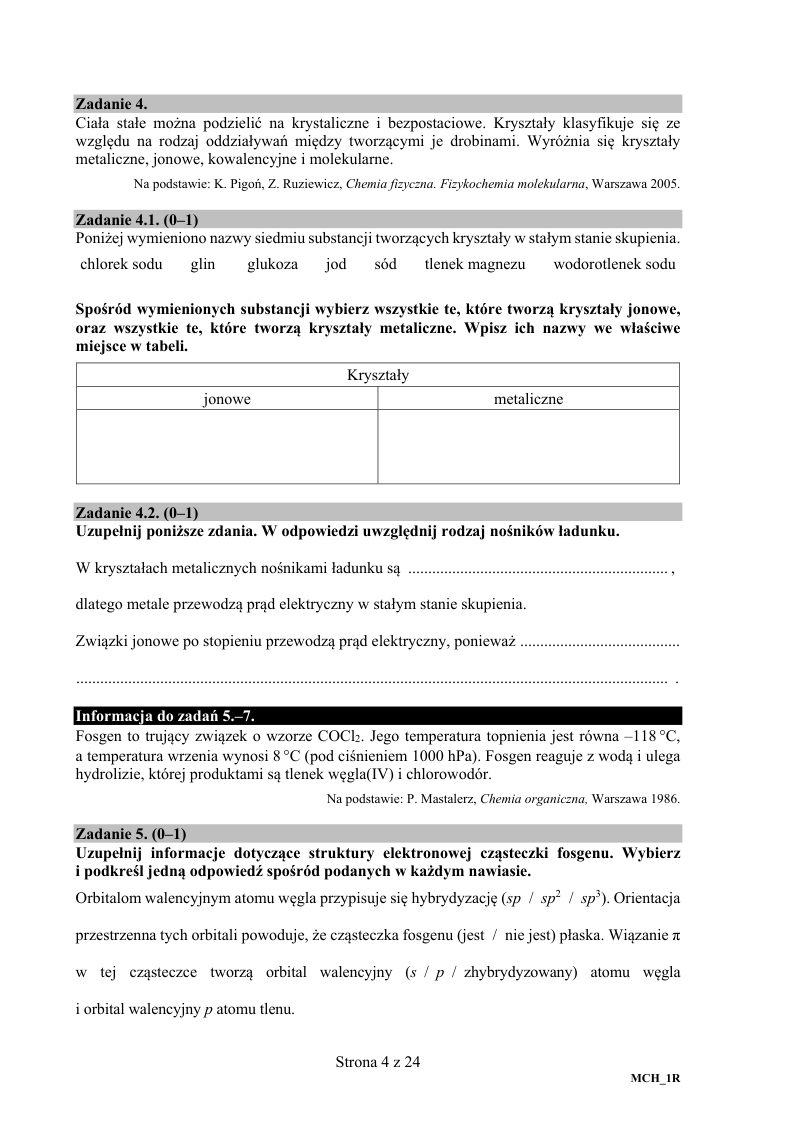 Zadanie 4.
Ciała stałe można podzielić na krystaliczne i bezpostaciowe. Kryształy klasyfikuje się ze
względu na rodzaj oddziaływań między tworzącymi je drobinami. Wyróżnia się kryształy
metaliczne, jonowe, kowalencyjne i molekularne.
Na podstawie: K. Pigoń, Z. Ruziewicz, Chemia fizyczna. Fizykochemia molekularna, Warszawa 2005.
Zadanie 4.1. (0–1)
Poniżej wymieniono nazwy siedmiu substancji tworzących kryształy w stałym stanie skupienia.
chlorek sodu glin glukoza jod sód tlenek magnezu wodorotlenek sodu
Spośród wymienionych substancji wybierz wszystkie te, które tworzą kryształy jonowe,
oraz wszystkie te, które tworzą kryształy metaliczne. Wpisz ich nazwy we właściwe
miejsce w tabeli.
Kryształy
jonowe metaliczne
Zadanie 4.2. (0–1)
Uzupełnij poniższe zdania. W odpowiedzi uwzględnij rodzaj nośników ładunku.
W kryształach metalicznych nośnikami ładunku są ................................................................. ,
dlatego metale przewodzą prąd elektryczny w stałym stanie skupienia.
Związki jonowe po stopieniu przewodzą prąd elektryczny, ponieważ ........................................
.................................................................................................................................................... .
Informacja do zadań 5.–7.
Fosgen to trujący związek o wzorze COCl₂. Jego temperatura topnienia jest równa –118 °C,
a temperatura wrzenia wynosi 8 °C (pod ciśnieniem 1000 hPa). Fosgen reaguje z wodą i ulega
hydrolizie, której produktami są tlenek węgla(IV) i chlorowodór.
Na podstawie: P. Mastalerz, Chemia organiczna, Warszawa 1986.
Zadanie 5. (0–1)
Uzupełnij informacje dotyczące struktury elektronowej cząsteczki fosgenu. Wybierz
i podkreśl jedną odpowiedź spośród podanych w każdym nawiasie.
Orbitalom walencyjnym atomu węgla przypisuje się hybrydyzację (sp / sp² / sp³). Orientacja
przestrzenna tych orbitali powoduje, że cząsteczka fosgenu (jest / nie jest) płaska. Wiązanie π
w tej cząsteczce tworzą orbital walencyjny (s / p / zhybrydyzowany) atomu węgla
i orbital walencyjny p atomu tlenu.
Strona 4 z 24
MCH_1R